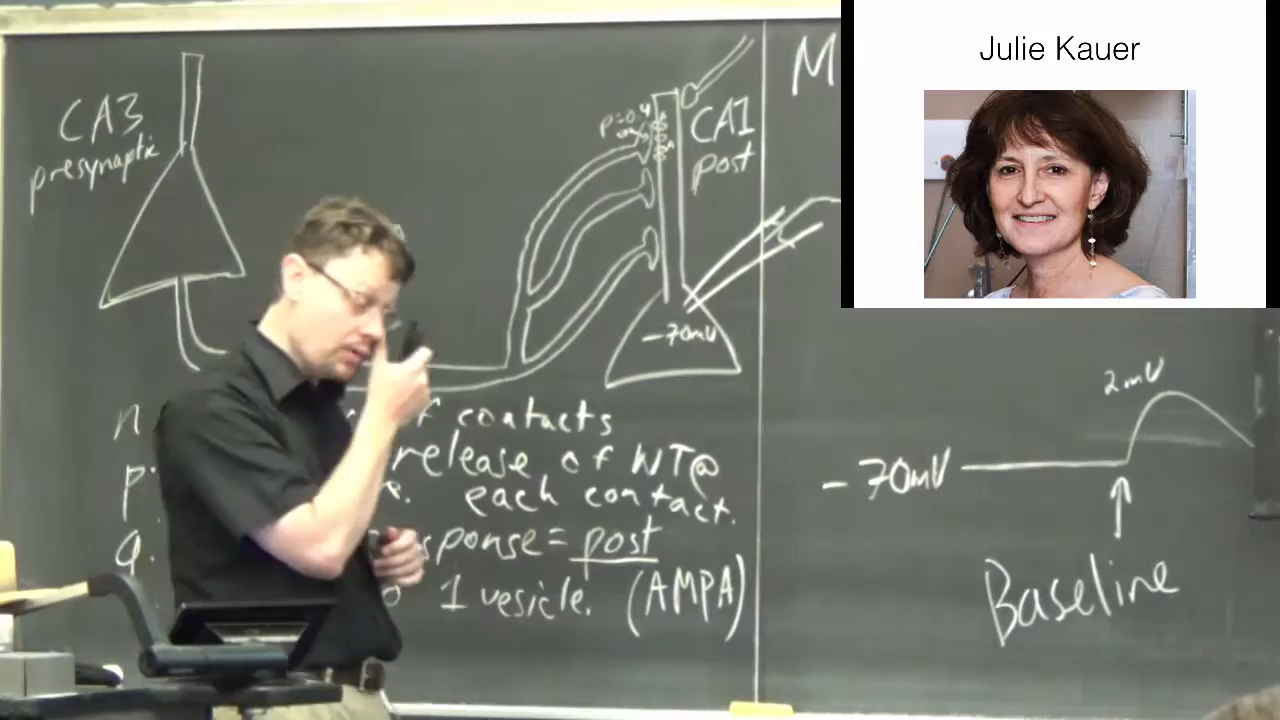 Julie Kauer
M
CA3
presynaptic
P=0.4
CA1
post
-70mV
n of contacts
p. release of NT@
each contact.
Q. sponse = post
o 1 vesicle. (AMPA)
2mV
-70mV
Baseline